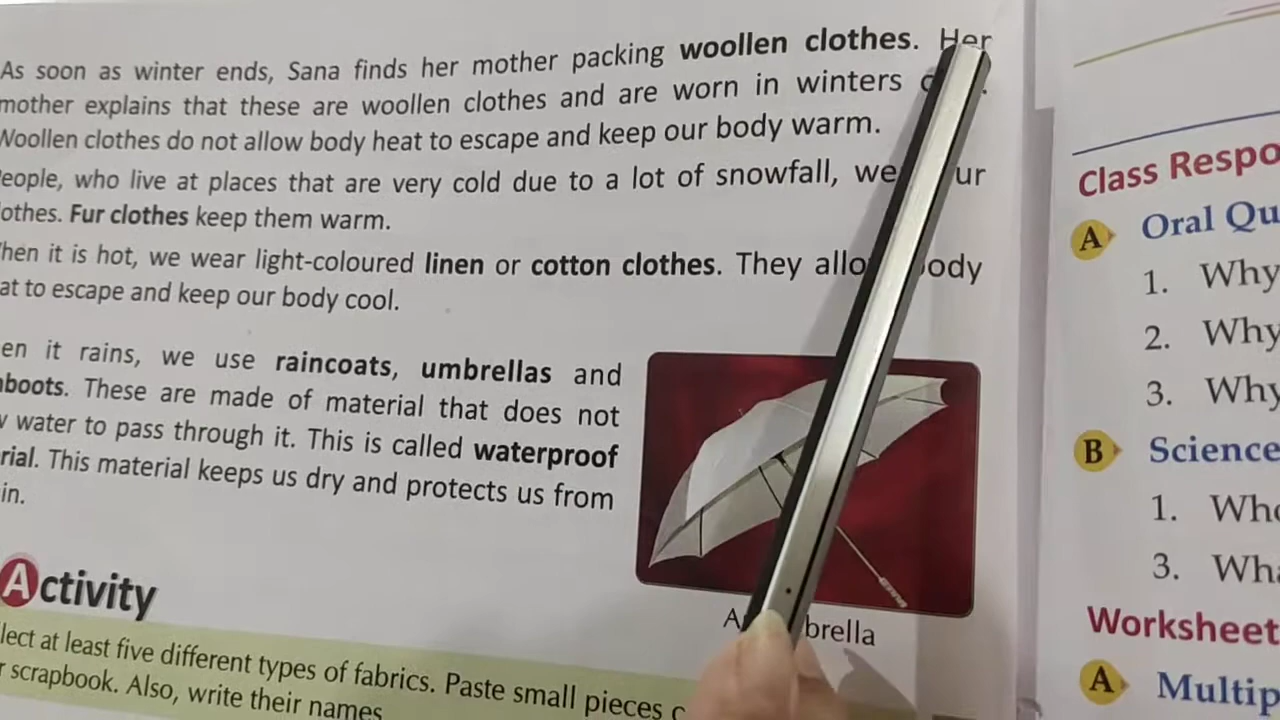 As soon as winter ends, Sana finds her mother packing woollen clothes. Her
mother explains that these are woollen clothes and are worn in winters
Woollen clothes do not allow body heat to escape and keep our body warm.
eople, who live at places that are very cold due to a lot of snowfall, we ur
othes. Fur clothes keep them warm.
hen it is hot, we wear light-coloured linen or cotton clothes. They allo body
at to escape and keep our body cool.
en it rains, we use raincoats, umbrellas and
boots. These are made of material that does not
w water to pass through it. This is called waterproof
rial. This material keeps us dry and protects us from
in.
A brella
Activity
lect at least five different types of fabrics. Paste small pieces
r scrapbook. Also, write their names
Class Respo
A Oral Qu
1. Why
2. Why
3. Why
B Science
1. Who
3. Wha
Worksheet
A Multip